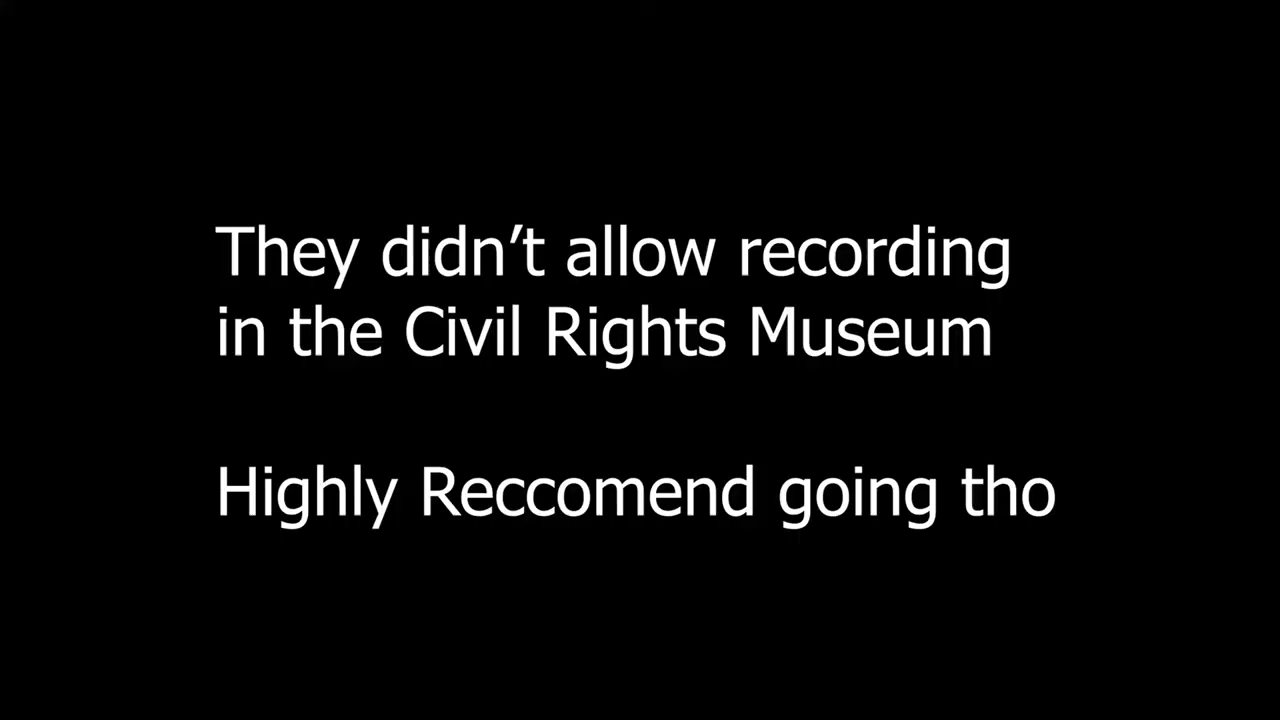 They didn’t allow recording
in the Civil Rights Museum
Highly Reccomend going tho